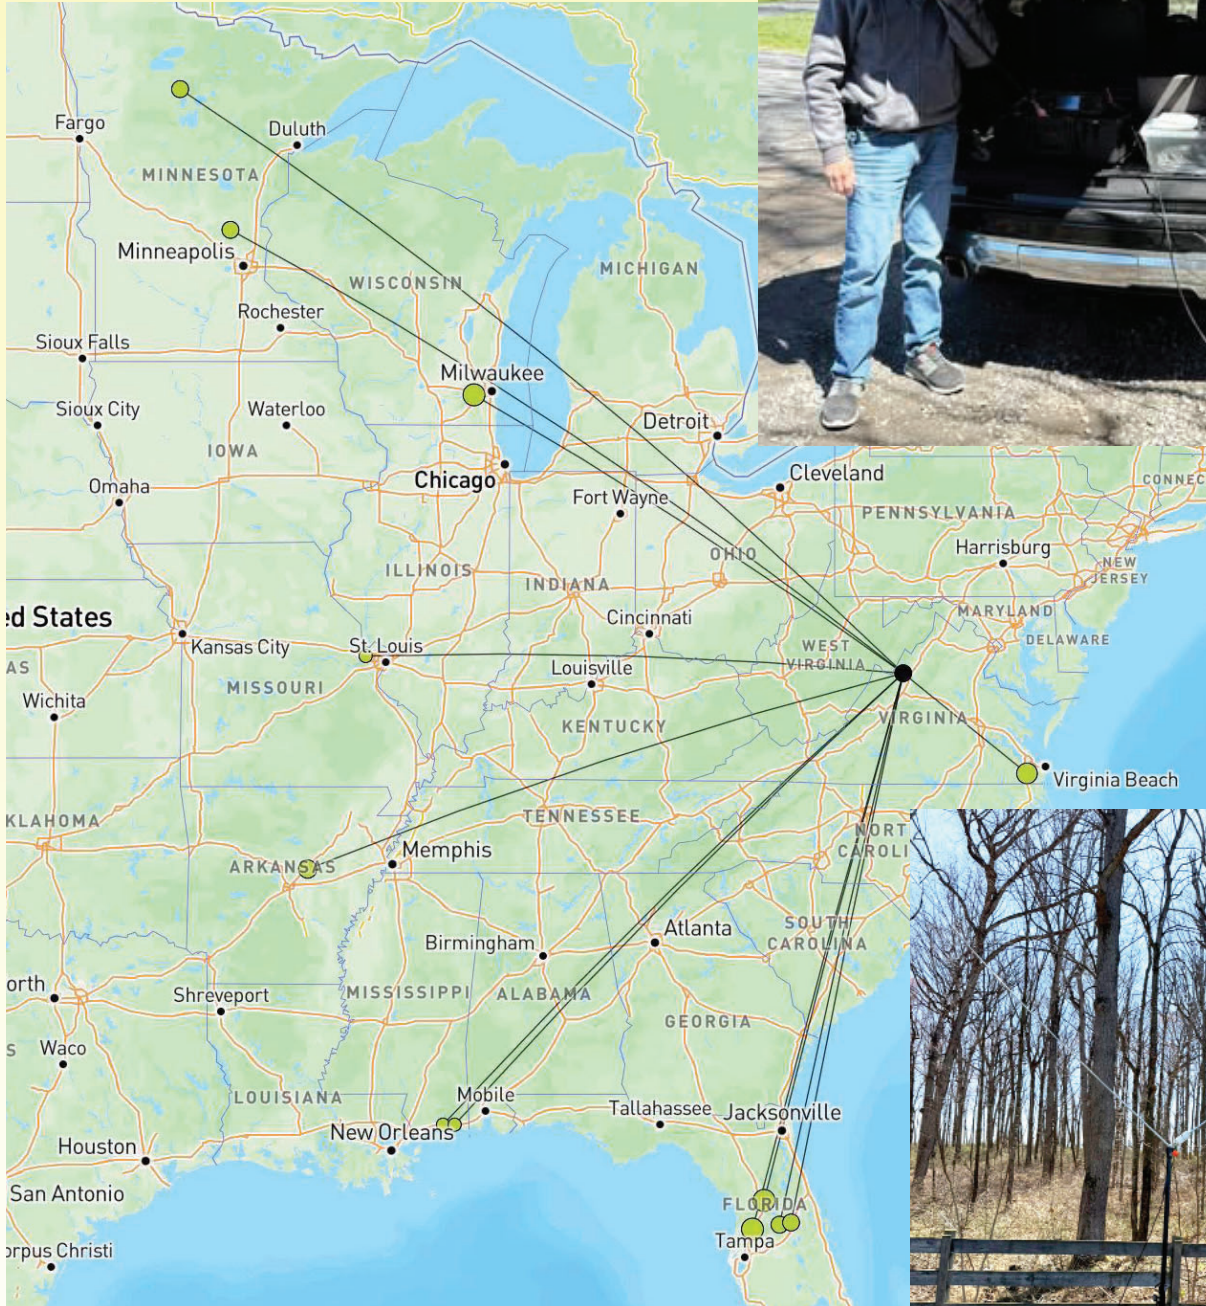 Fargo
Duluth
MINNESOTA
Minneapolis
WISCONSIN
MICHIGAN
Rochester
Sioux Falls
Milwaukee
Sioux City
Waterloo
Detroit
IOWA
Chicago
Cleveland
CONNEC
Omaha
Fort Wayne
PENNSYLVANIA
OHIO
Harrisburg
ILLINOIS
INDIANA
NEW
JERSEY
ed States
Cincinnati
MARYLAND
Kansas City
St. Louis
WEST
VIRGINIA
DELAWARE
AS
MISSOURI
Louisville
Wichita
KENTUCKY
VIRGINIA
Virginia Beach
KLAHOMA
TENNESSEE
NORT
CAROLI
ARKANSAS
Memphis
Atlanta
SOUTH
CAROLINA
Birmingham
orth
Shreveport
MISSISSIPPI
ALABAMA
GEORGIA
S
Waco
LOUISIANA
Mobile
Tallahassee
Jacksonville
Houston
New Orleans
San Antonio
FLORIDA
Tampa
orpus Christi